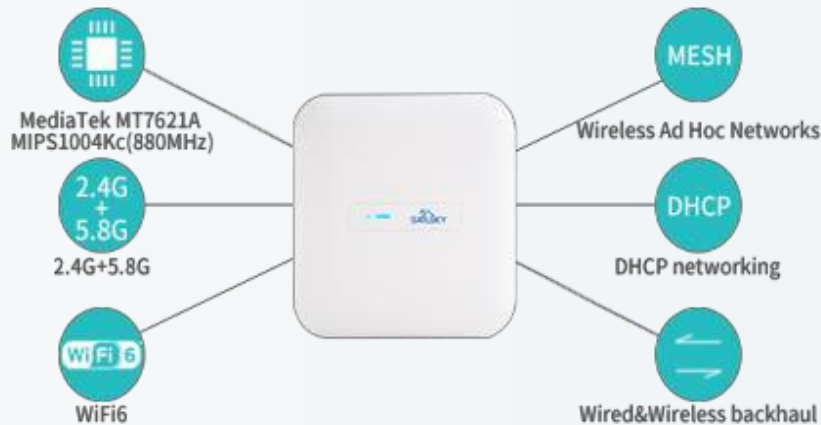 MediaTek MT7621A
MIPS1004Kc(880MHz)
2.4G
+
5.8G
2.4G+5.8G
WiFi 6
WiFi6
MESH
Wireless Ad Hoc Networks
DHCP
DHCP networking
Wired&Wireless backhaul